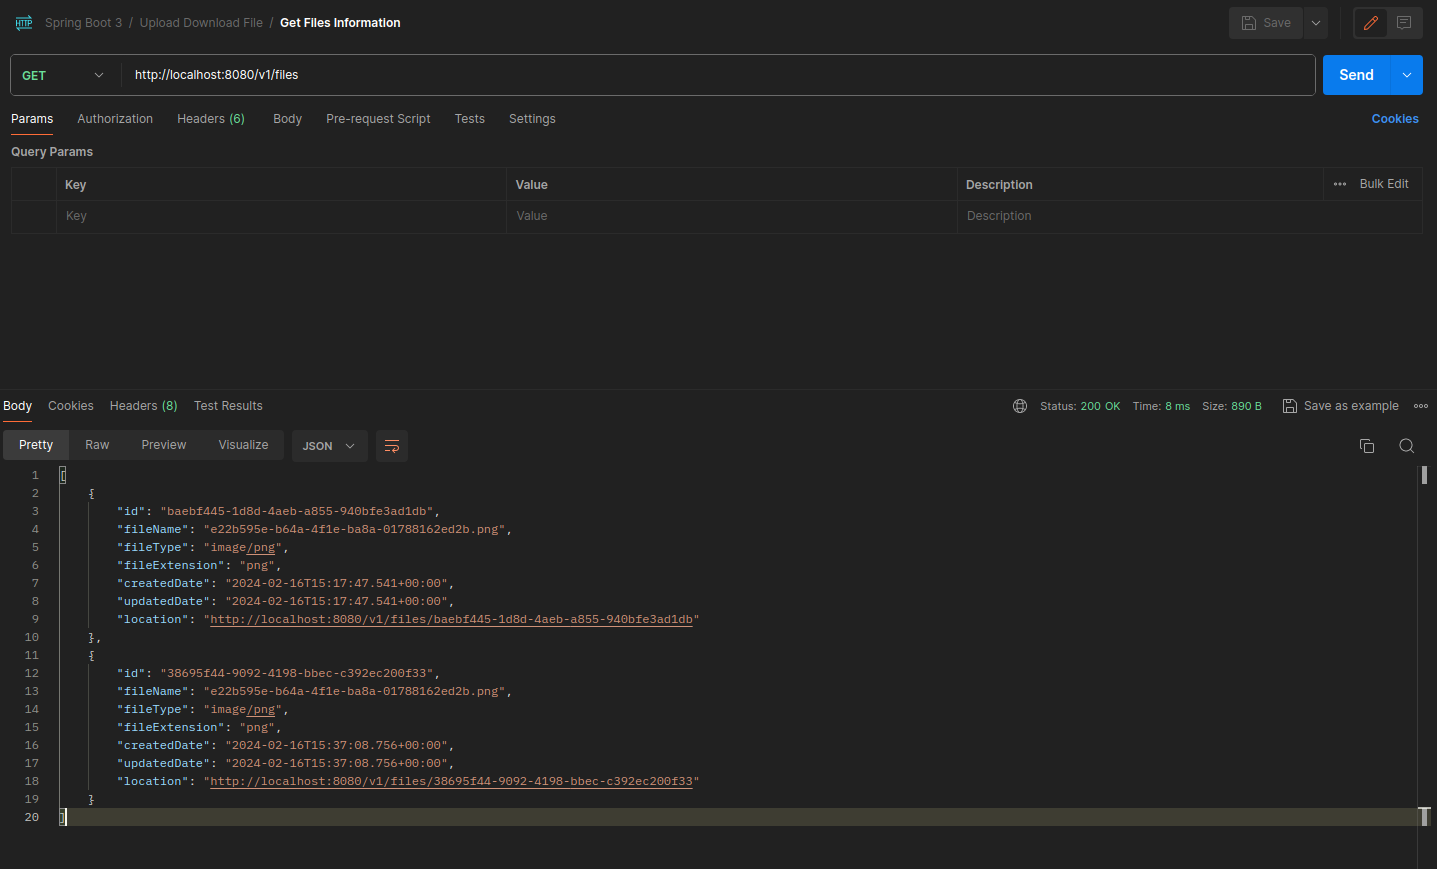 HTTP Spring Boot 3 / Upload Download File / Get Files Information Save
GET http://localhost:8080/v1/files Send
Params Authorization Headers (6) Body Pre-request Script Tests Settings Cookies
Query Params
Key Value Description ••• Bulk Edit
Key Value Description
Body Cookies Headers (8) Test Results Status: 200 OK Time: 8 ms Size: 890 B Save as example
Pretty Raw Preview Visualize JSON
1 [
2 {
3 "id": "baebf445-1d8d-4aeb-a855-940bfe3ad1db",
4 "fileName": "e22b595e-b64a-4f1e-ba8a-01788162ed2b.png",
5 "fileType": "image/png",
6 "fileExtension": "png",
7 "createdDate": "2024-02-16T15:17:47.541+00:00",
8 "updatedDate": "2024-02-16T15:17:47.541+00:00",
9 "location": "http://localhost:8080/v1/files/baebf445-1d8d-4aeb-a855-940bfe3ad1db"
10 },
11 {
12 "id": "38695f44-9092-4198-bbec-c392ec200f33",
13 "fileName": "e22b595e-b64a-4f1e-ba8a-01788162ed2b.png",
14 "fileType": "image/png",
15 "fileExtension": "png",
16 "createdDate": "2024-02-16T15:37:08.756+00:00",
17 "updatedDate": "2024-02-16T15:37:08.756+00:00",
18 "location": "http://localhost:8080/v1/files/38695f44-9092-4198-bbec-c392ec200f33"
19 }
20 ]